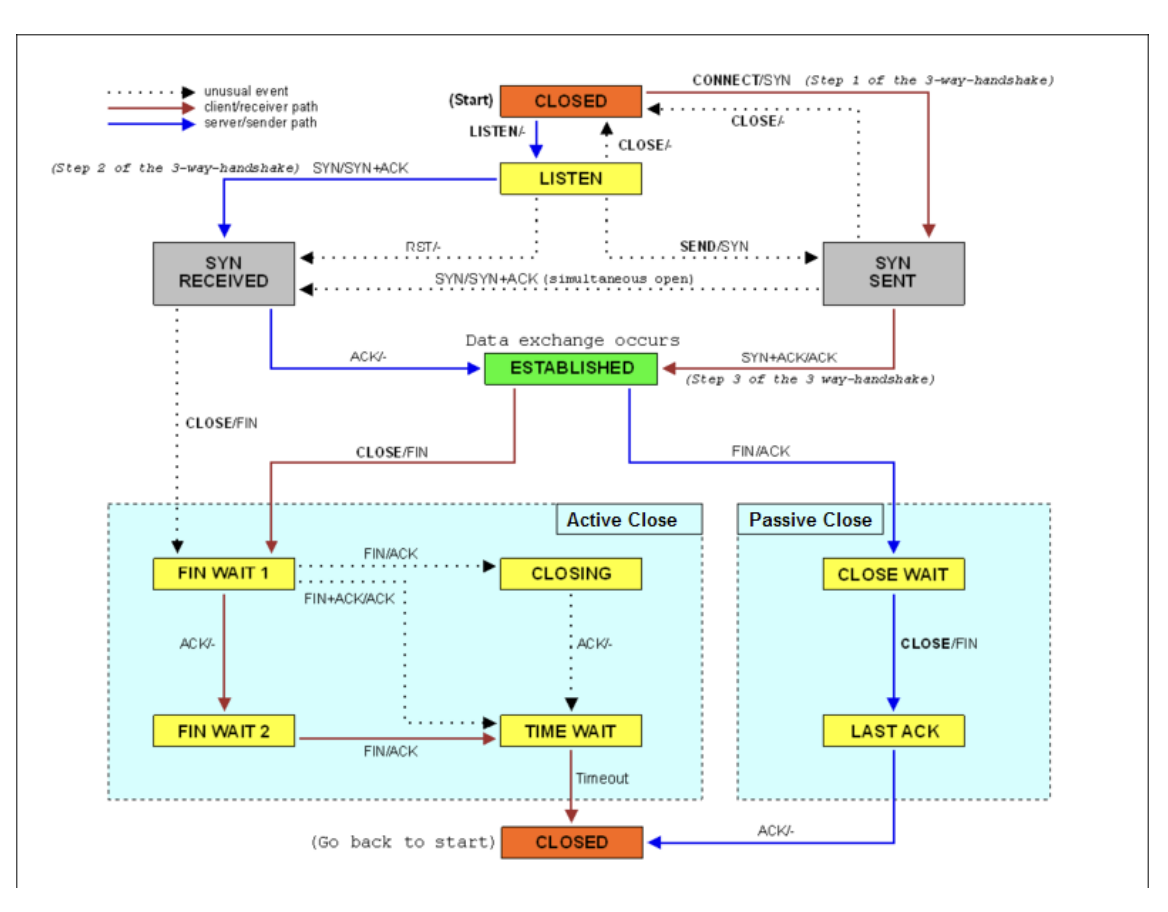 unusual event
client/receiver path
server/sender path
(Start)
CLOSED
CONNECT/SYN (Step 1 of the 3-way-handshake)
CLOSE/-
LISTEN/-
CLOSE/-
(Step 2 of the 3-way-handshake) SYN/SYN+ACK
LISTEN
RST/-
SEND/SYN
SYN
RECEIVED
SYN
SENT
SYN/SYN+ACK (simultaneous open)
Data exchange occurs
ACK/-
ESTABLISHED
SYN+ACK/ACK
(Step 3 of the 3 way-handshake)
CLOSE/FIN
CLOSE/FIN
FIN/ACK
Active Close
Passive Close
FIN/ACK
FIN WAIT 1
CLOSING
CLOSE WAIT
FIN+ACK/ACK
ACK/-
ACK/-
CLOSE/FIN
FIN WAIT 2
TIME WAIT
LAST ACK
FIN/ACK
Timeout
ACK/-
(Go back to start)
CLOSED